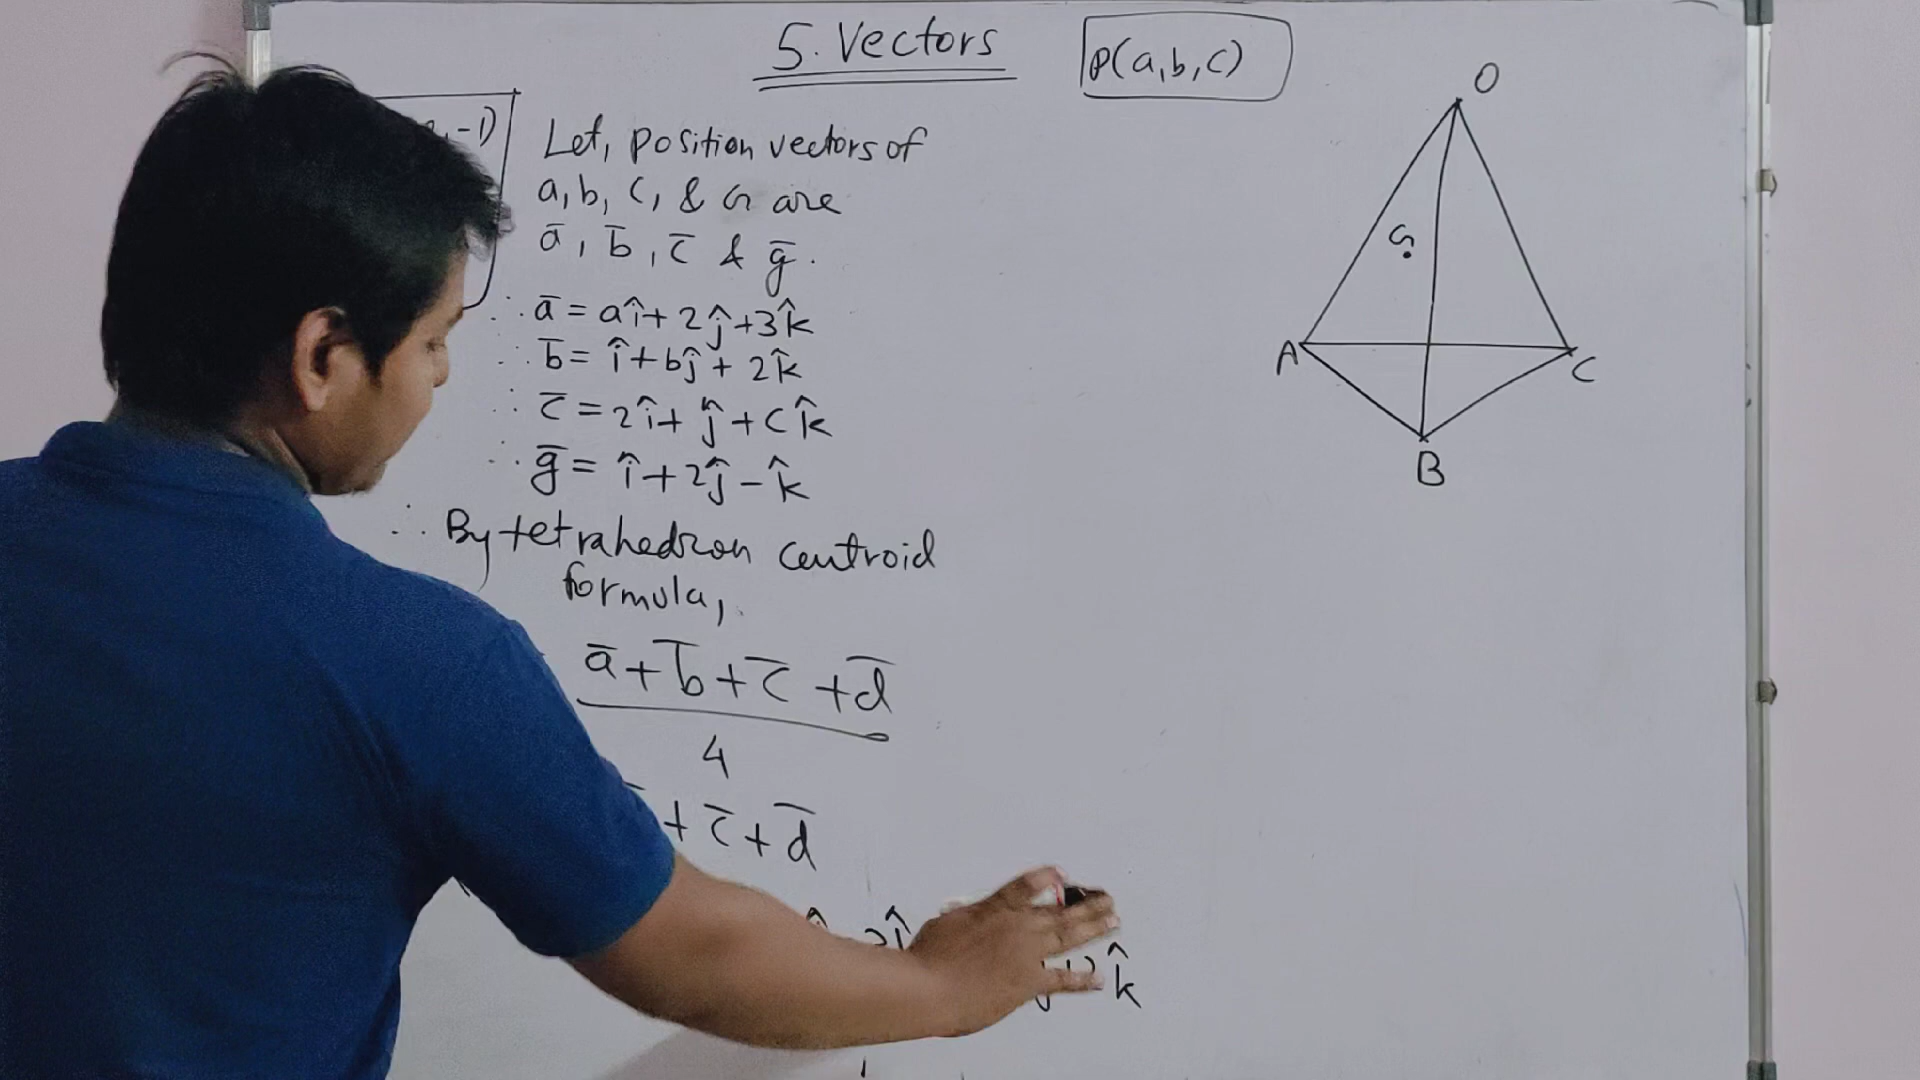 5. Vectors
P(a,b,c)
, -1)
Let, position vectors of
a, b, c, & G are
a̅, b̅, c̅ & g̅.
∴ a̅ = aî + 2ĵ + 3k̂
∴ b̅ = î + bĵ + 2k̂
∴ c̅ = 2î + ĵ + ck̂
∴ g̅ = î + 2ĵ - k̂
∴ By tetrahedron centroid
formula,
a̅ + b̅ + c̅ + d̅
4
+ c̅ + d̅
k̂
O
G
A
C
B